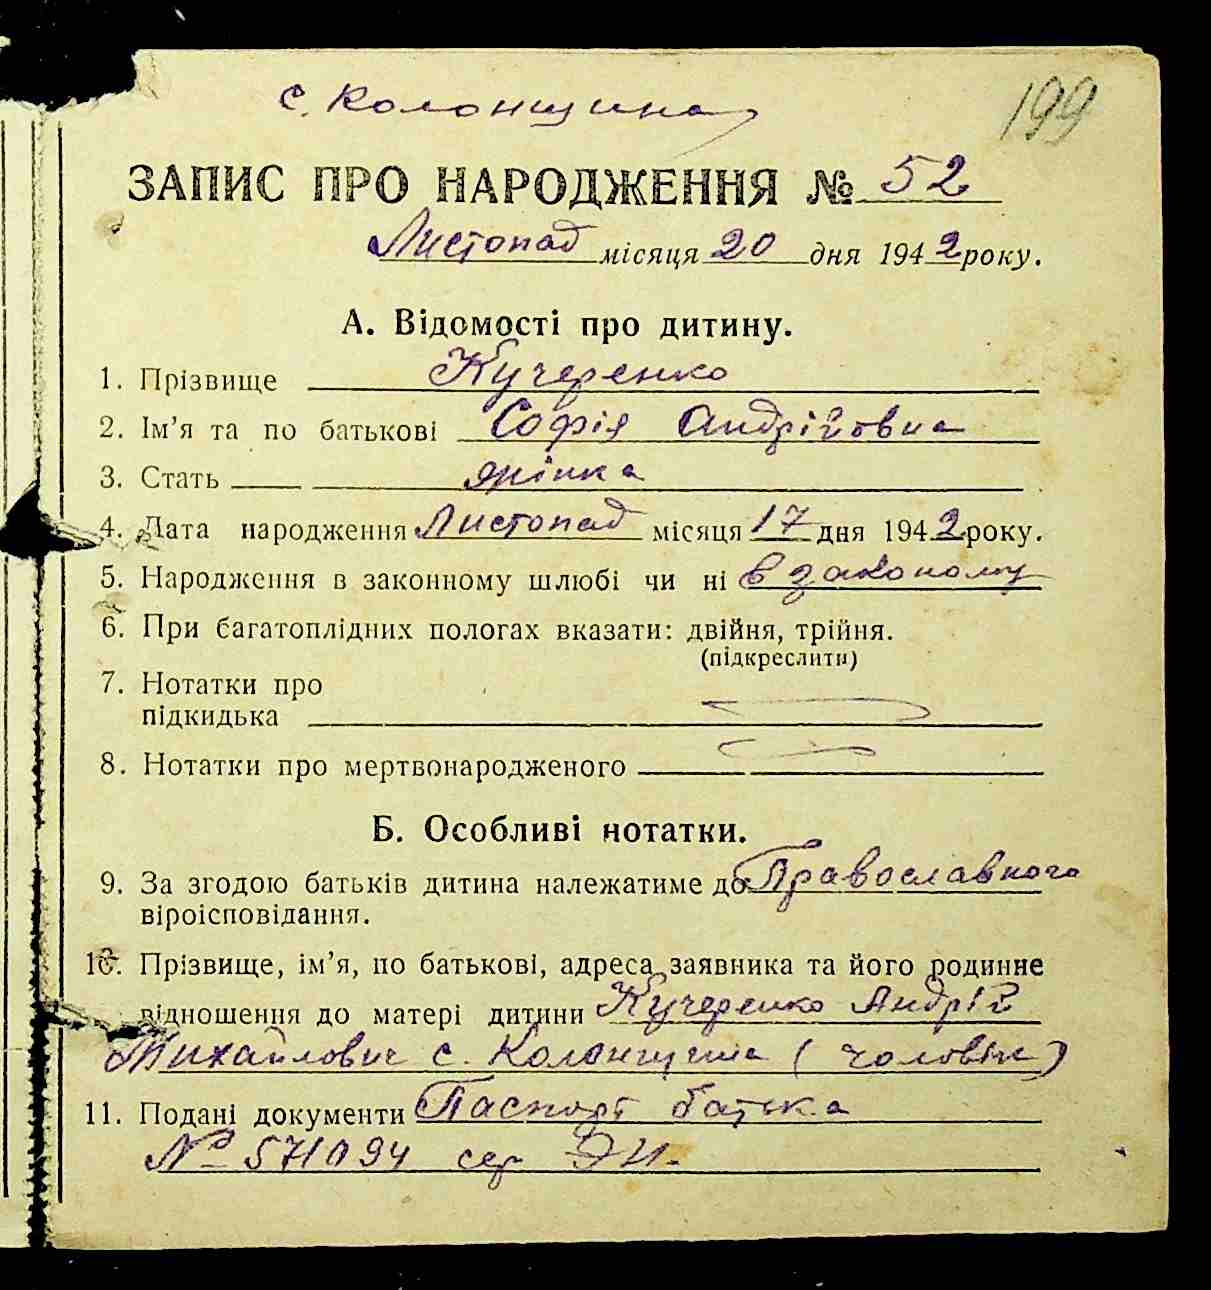 с. Колонщина
199
ЗАПИС ПРО НАРОДЖЕННЯ № 52
Листопад місяця 20 дня 1942 року.
А. Відомості про дитину.
1. Прізвище Кучеренко
2. Ім'я та по батькові Софія Андріївна
3. Стать жінка
4. Дата народження Листопад місяця 17 дня 1942 року.
5. Народження в законному шлюбі чи ні в законому
6. При багатоплідних пологах вказати: двійня, трійня.
(підкреслити)
7. Нотатки про
підкидька
8. Нотатки про мертвонародженого
Б. Особливі нотатки.
9. За згодою батьків дитина належатиме до Православного
віроісповідання.
10. Прізвище, ім'я, по батькові, адреса заявника та його родинне
відношення до матері дитини Кучеренко Андрій
Михайлович с. Колонщина (чоловік)
11. Подані документи Паспорт батька
№ 571094 сер